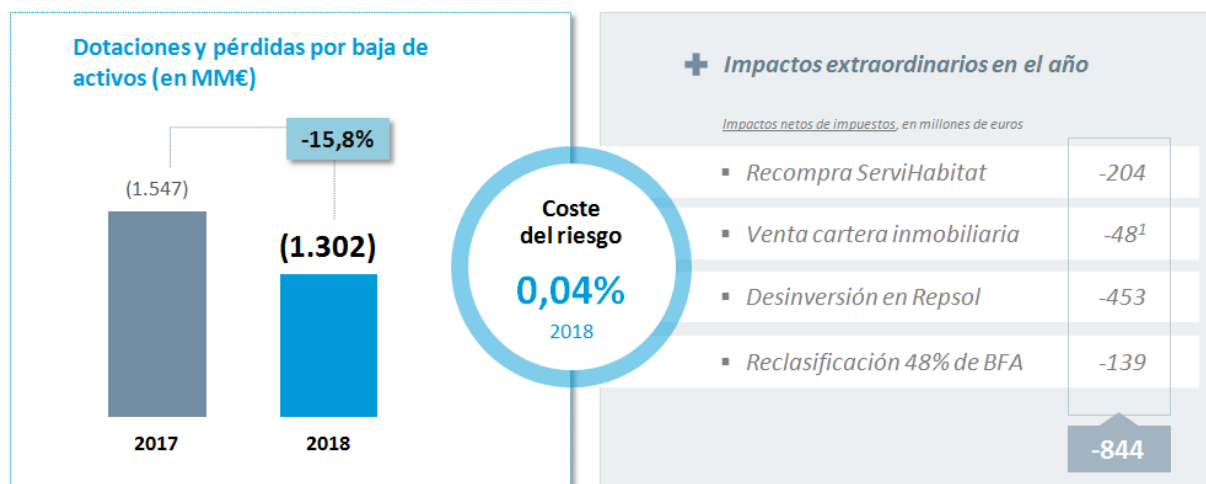 Dotaciones y pérdidas por baja de
activos (en MM€)
-15,8%
(1.547)
(1.302)
2017
2018
Coste
del riesgo
0,04%
2018
Impactos extraordinarios en el año
Impactos netos de impuestos, en millones de euros
▪ Recompra ServiHabitat -204
▪ Venta cartera inmobiliaria -48¹
▪ Desinversión en Repsol -453
▪ Reclasificación 48% de BFA -139
-844